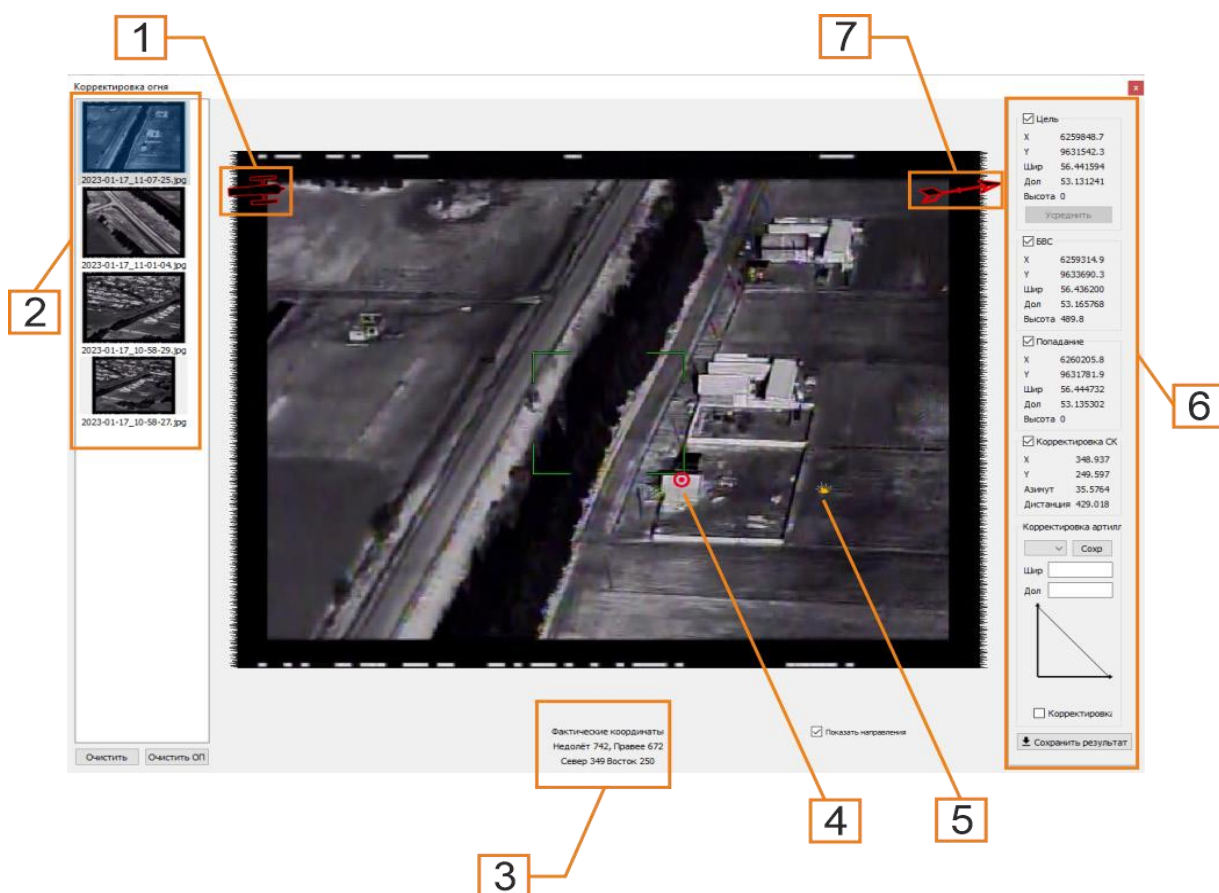 1
7
Корректировка огня
x
2023-01-17_11-07-25.jpg
2023-01-17_11-01-04.jpg
2023-01-17_10-58-29.jpg
2023-01-17_10-58-27.jpg
2
Очистить
Очистить ОП
Фактические координаты
Недолёт 742, Правее 672
Север 349 Восток 250
3
Показать направления
4
5
Цель
X 6259848.7
Y 9631542.3
Шир 56.441594
Дол 53.131241
Высота 0
Усреднить
БВС
X 6259314.9
Y 9633690.3
Шир 56.436200
Дол 53.165768
Высота 489.8
Попадание
X 6260205.8
Y 9631781.9
Шир 56.444732
Дол 53.135302
Высота 0
6
Корректировка СК
X 348.937
Y 249.597
Азимут 35.5764
Дистанция 429.018
Корректировка артилл
Сохр
Шир
Дол
Корректировка
Сохранить результат